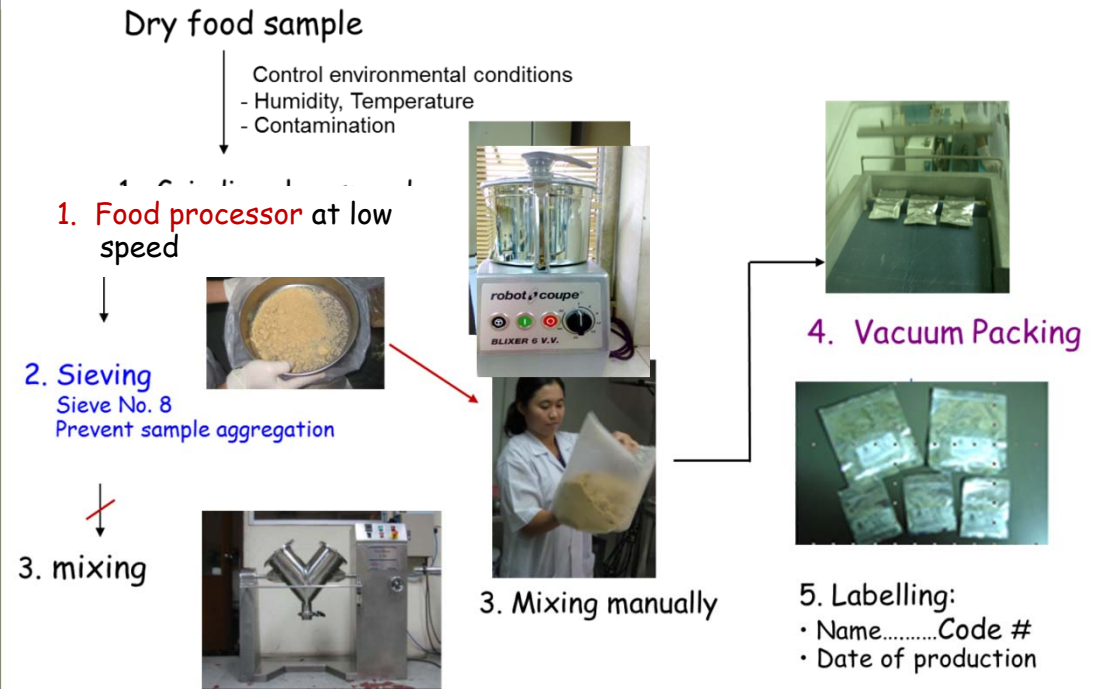 Dry food sample
Control environmental conditions
- Humidity, Temperature
- Contamination
1. Food processor at low
speed
robot coupe
BLIXER 6 V.V.
2. Sieving
Sieve No. 8
Prevent sample aggregation
3. mixing
3. Mixing manually
4. Vacuum Packing
5. Labelling:
• Name..........Code #
• Date of production